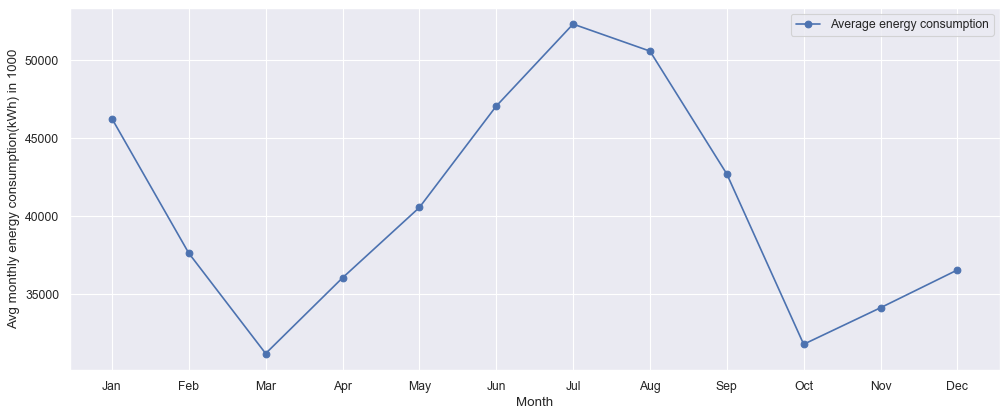 Average energy consumption
Avg monthly energy consumption(kWh) in 1000
50000
45000
40000
35000
Jan Feb Mar Apr May Jun Jul Aug Sep Oct Nov Dec
Month